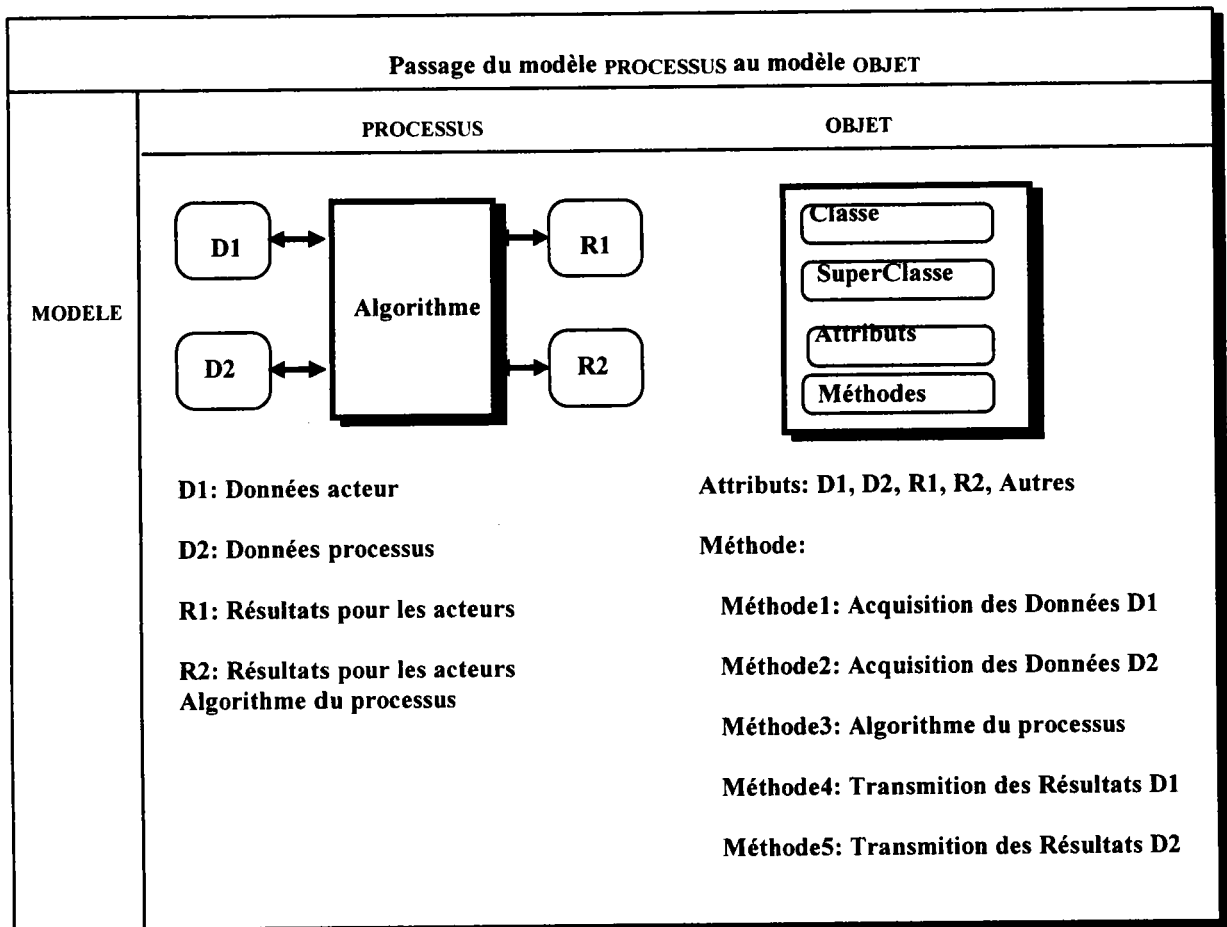 Passage du modèle PROCESSUS au modèle OBJET
PROCESSUS
OBJET
MODELE
D1
D2
Algorithme
R1
R2
Classe
SuperClasse
Attributs
Méthodes
D1: Données acteur
D2: Données processus
R1: Résultats pour les acteurs
R2: Résultats pour les acteurs
Algorithme du processus
Attributs: D1, D2, R1, R2, Autres
Méthode:
Méthode1: Acquisition des Données D1
Méthode2: Acquisition des Données D2
Méthode3: Algorithme du processus
Méthode4: Transmition des Résultats D1
Méthode5: Transmition des Résultats D2